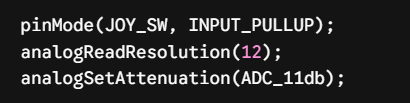 pinMode(JOY_SW, INPUT_PULLUP);
analogReadResolution(12);
analogSetAttenuation(ADC_11db);